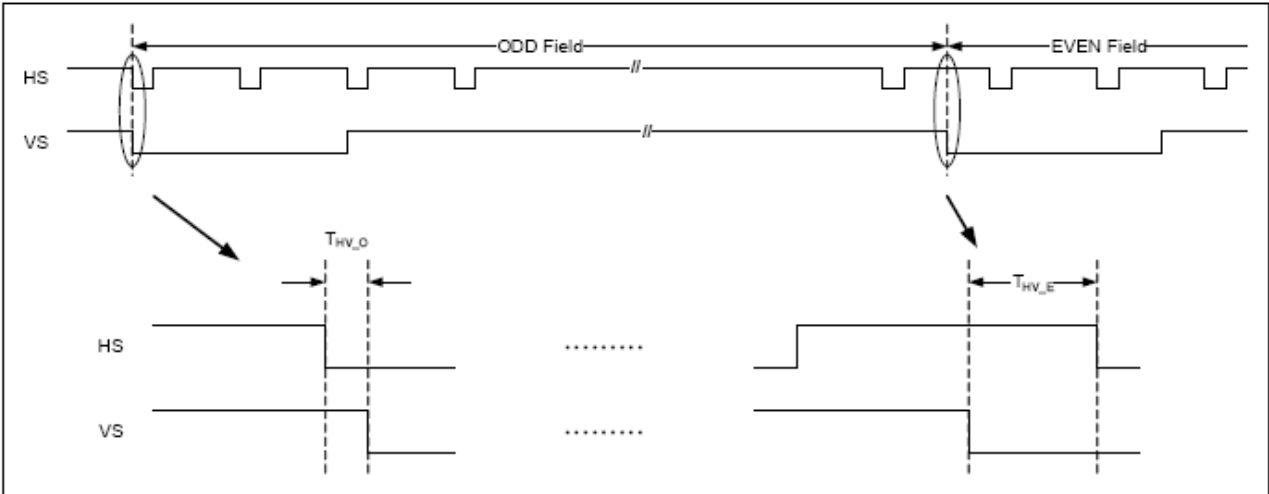 ODD Field
EVEN Field
HS
//
VS
//
THV_O
THV_E
HS
.........
VS
.........